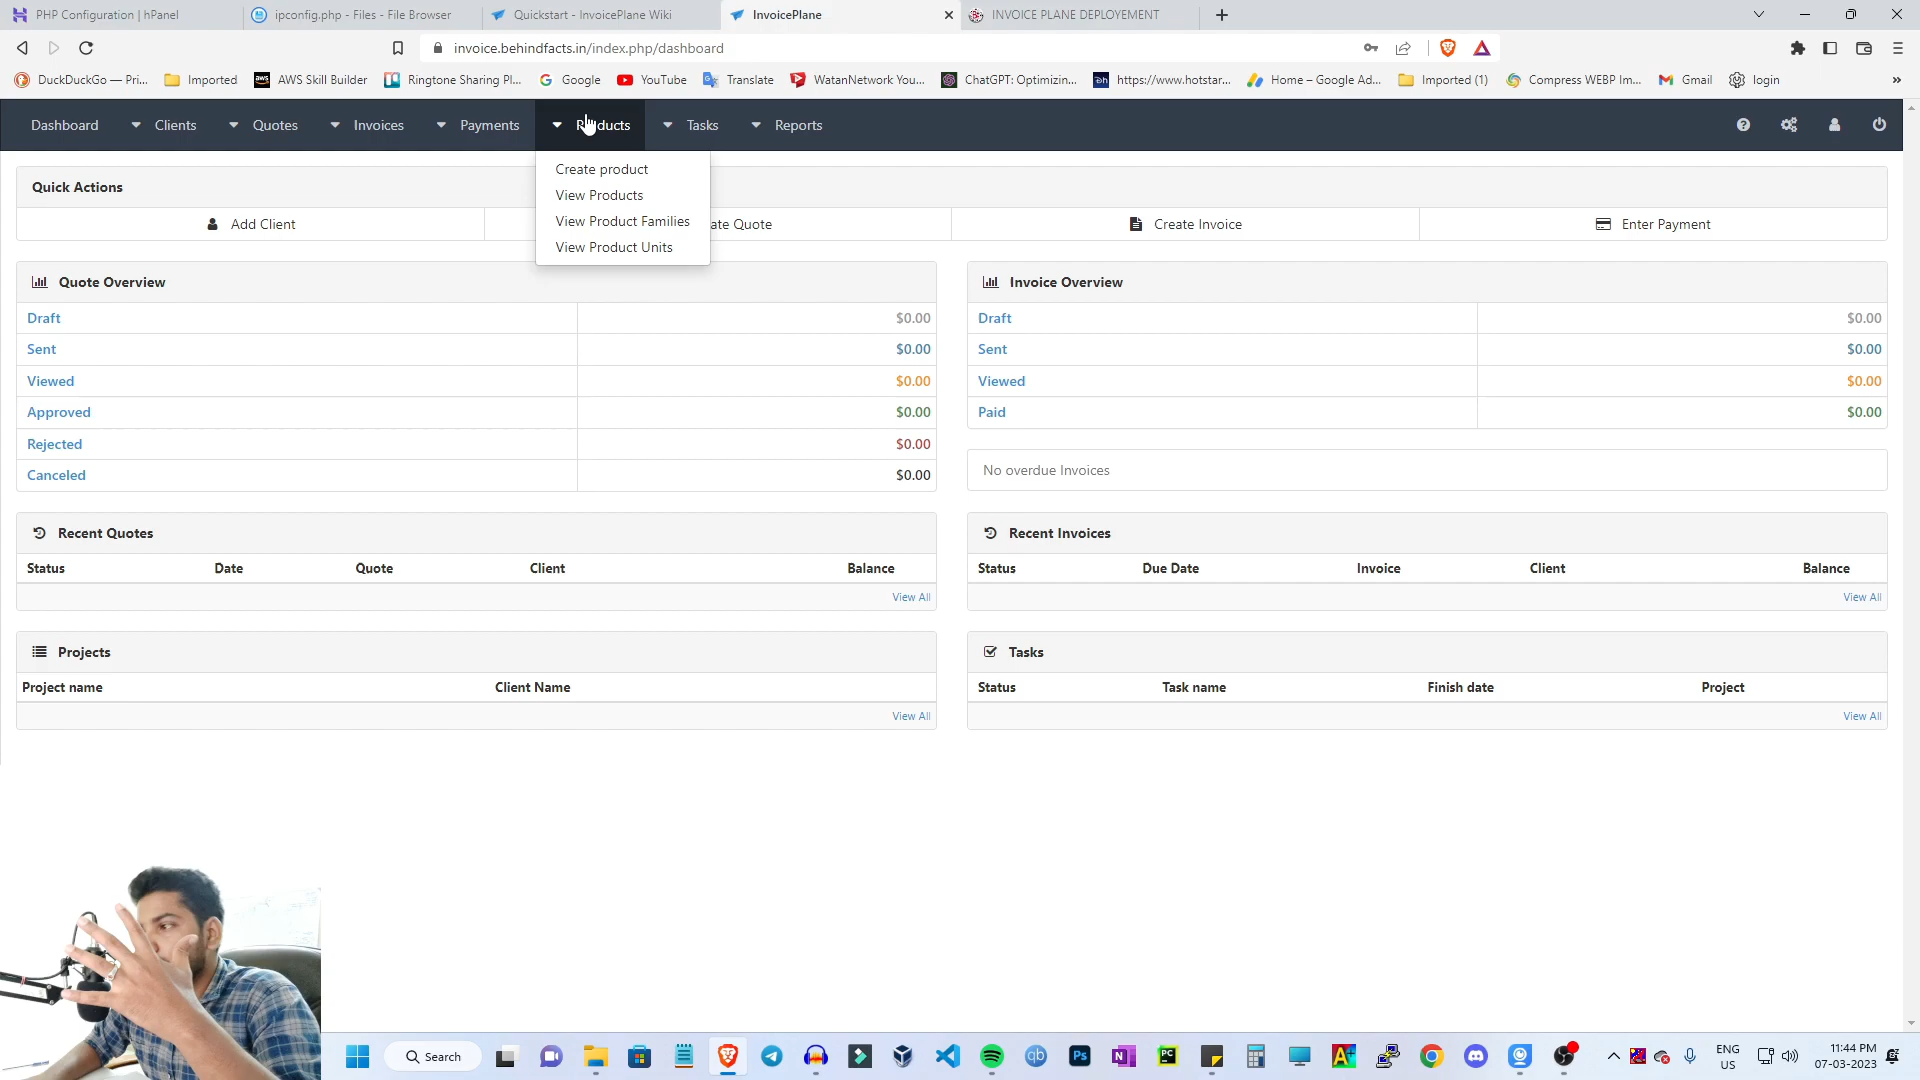 PHP Configuration | hPanel
ipconfig.php - Files - File Browser
Quickstart - InvoicePlane Wiki
InvoicePlane
INVOICE PLANE DEPLOYEMENT
invoice.behindfacts.in/index.php/dashboard
DuckDuckGo — Pri...
Imported
AWS Skill Builder
Ringtone Sharing Pl...
Google
YouTube
Translate
WatanNetwork You...
ChatGPT: Optimizin...
https://www.hotstar...
Home – Google Ad...
Imported (1)
Compress WEBP Im...
Gmail
login
Dashboard
Clients
Quotes
Invoices
Payments
Products
Tasks
Reports
Create product
View Products
View Product Families
View Product Units
Quick Actions
Add Client
ate Quote
Create Invoice
Enter Payment
Quote Overview
Draft $0.00
Sent $0.00
Viewed $0.00
Approved $0.00
Rejected $0.00
Canceled $0.00
Invoice Overview
Draft $0.00
Sent $0.00
Viewed $0.00
Paid $0.00
No overdue Invoices
Recent Quotes
Status Date Quote Client Balance
View All
Recent Invoices
Status Due Date Invoice Client Balance
View All
Projects
Project name Client Name
View All
Tasks
Status Task name Finish date Project
View All
Search
ENG
US
11:44 PM
07-03-2023